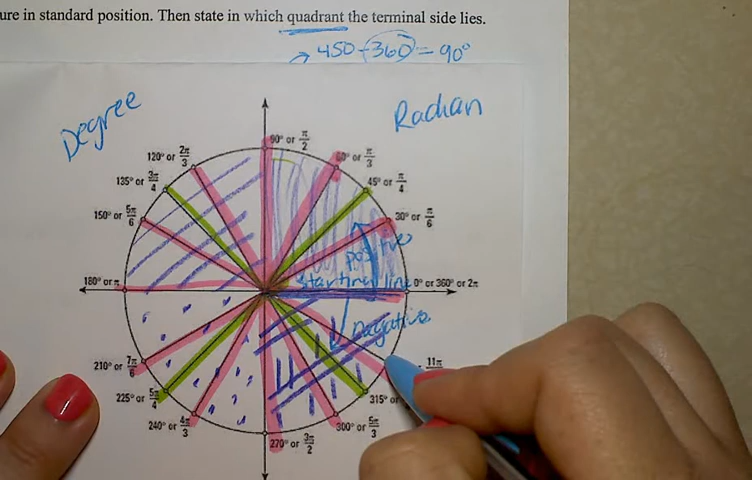 ure in standard position. Then state in which quadrant the terminal side lies.
→ 450 - 360 = 90°
Degree
Radian
90° or π/2
120° or 2π/3
60° or π/3
135° or 3π/4
45° or π/4
150° or 5π/6
30° or π/6
positive
180° or π
starting line
0° or 360° or 2π
negative
210° or 7π/6
11π
225° or 5π/4
315° or
240° or 4π/3
300° or 5π/3
270° or 3π/2